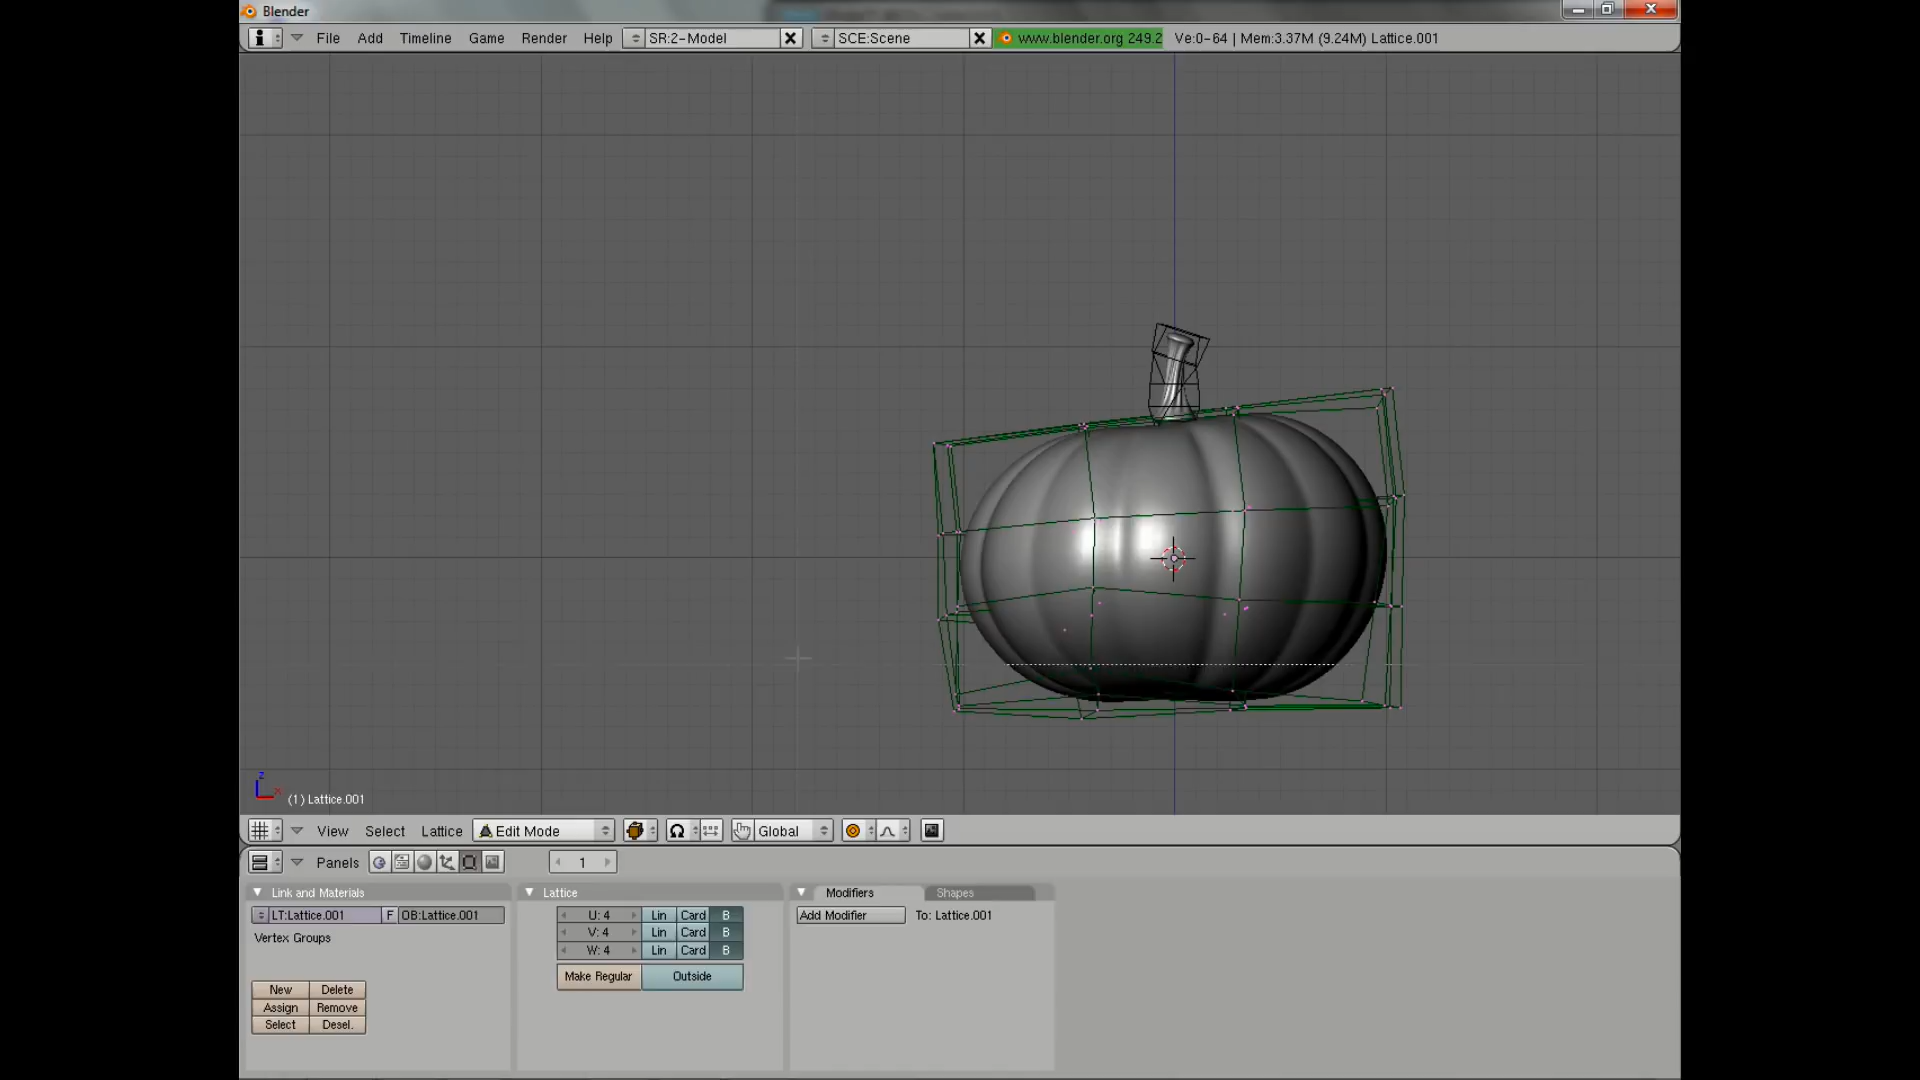 Blender
File Add Timeline Game Render Help SR:2-Model SCE:Scene www.blender.org 249.2 Ve:0-64 | Mem:3.37M (9.24M) Lattice.001
z
x
(1) Lattice.001
View Select Lattice Edit Mode Global
Panels 1
Link and Materials Lattice Modifiers Shapes
LT:Lattice.001 F OB:Lattice.001 U: 4 Lin Card B Add Modifier To: Lattice.001
Vertex Groups V: 4 Lin Card B
W: 4 Lin Card B
Make Regular Outside
New Delete
Assign Remove
Select Desel.